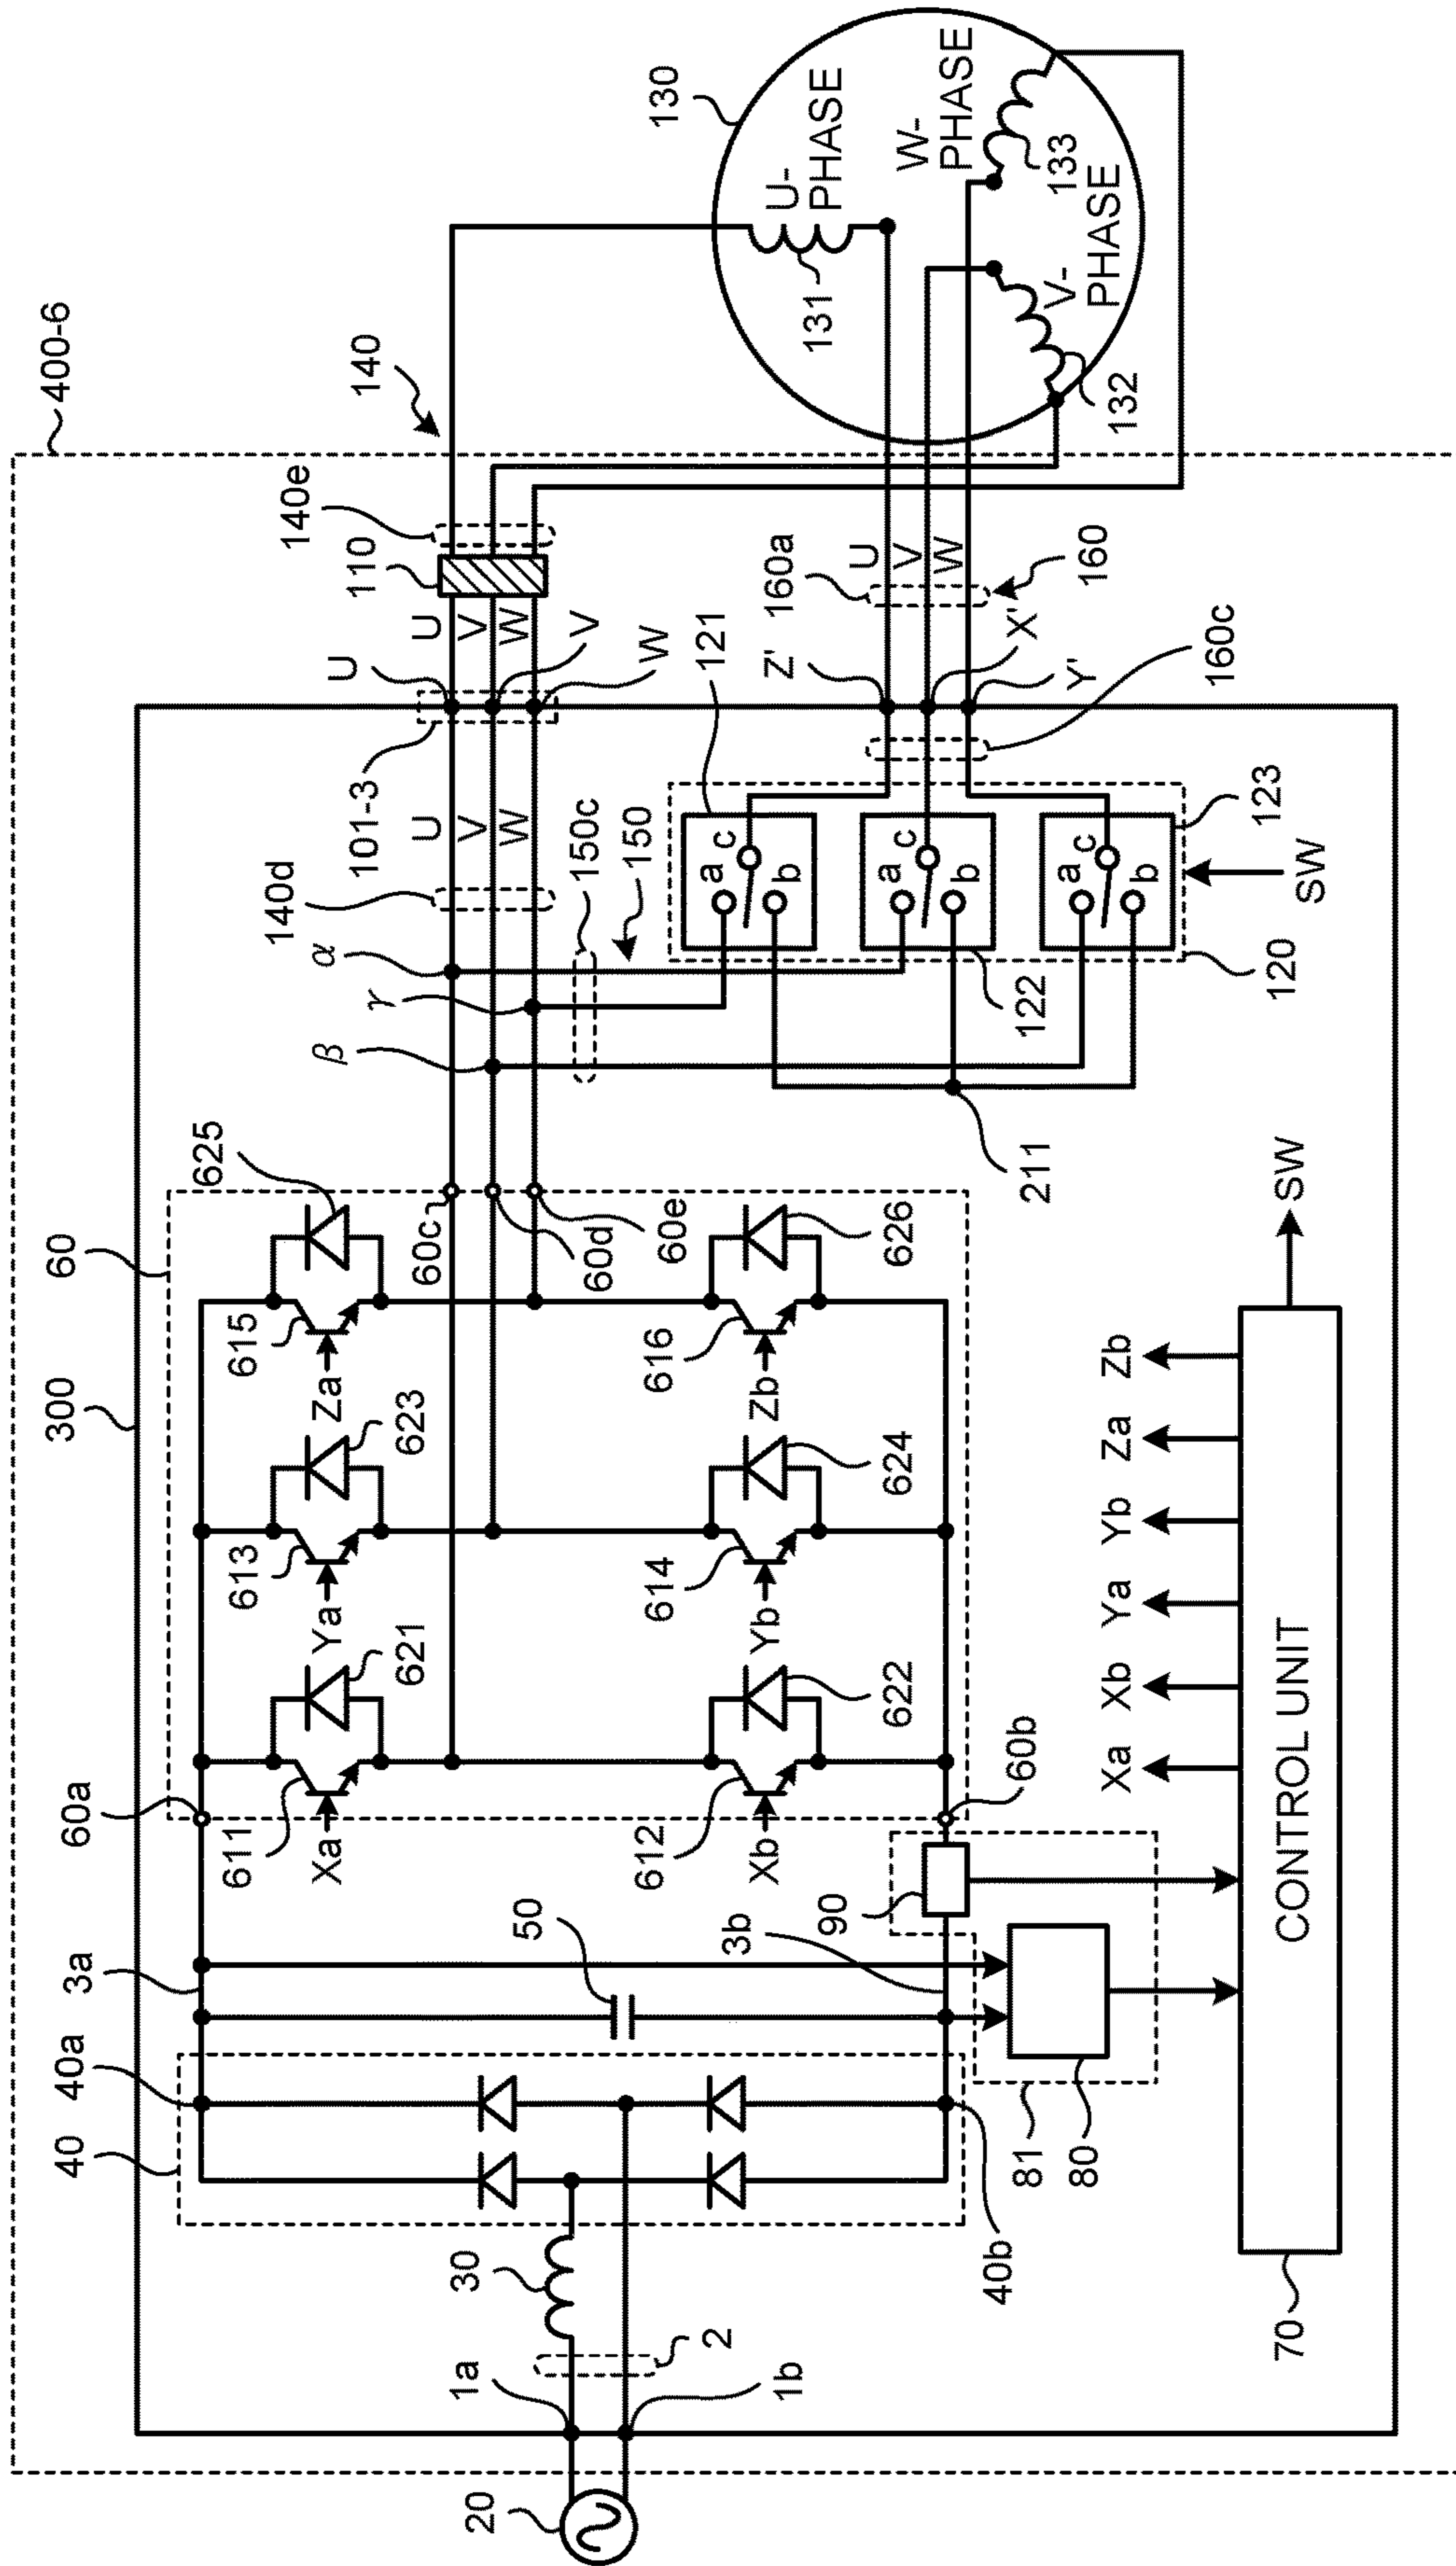 400-6
300
20
1a
1b
2
30
40
40a
40b
3a
3b
50
80
81
90
60
60a
60b
60c
60d
60e
611
621
Xa
613
623
Ya
615
625
Za
612
622
Xb
614
624
Yb
616
626
Zb
70
CONTROL UNIT
Xa
Xb
Ya
Yb
Za
Zb
SW
α
β
γ
140d
150c
150
211
U
V
W
101-3
U
V
W
U
V
W
110
140e
140
120
121
a
b
c
122
a
b
c
123
a
b
c
SW
Z'
X'
Y'
160c
160a
160
U
V
W
130
U-
PHASE
131
V-
PHASE
132
W-
PHASE
133